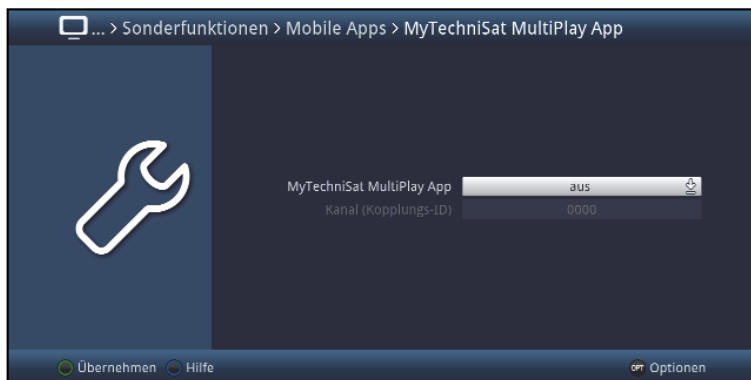 ... > Sonderfunktionen > Mobile Apps > MyTechniSat MultiPlay App
MyTechniSat MultiPlay App aus
Kanal (Kopplungs-ID) 0000
Übernehmen Hilfe OPT Optionen